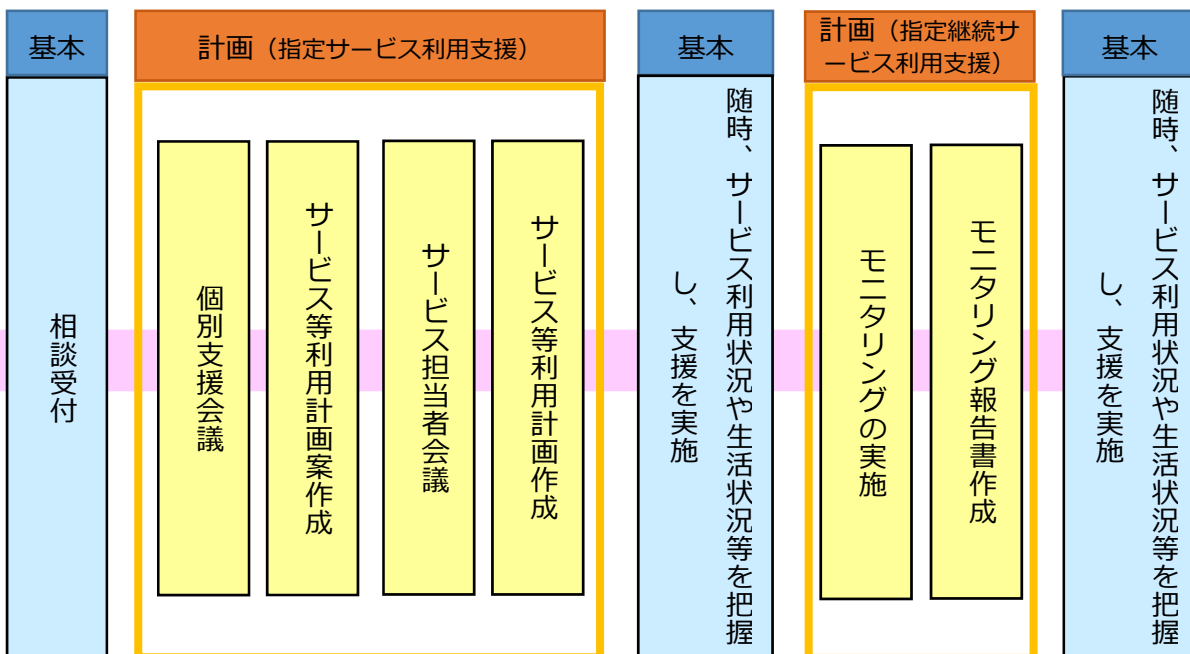 基本
相談受付
計画（指定サービス利用支援）
個別支援会議
サービス等利用計画案作成
サービス担当者会議
サービス等利用計画作成
基本
随時、サービス利用状況や生活状況等を把握
し、支援を実施
計画（指定継続サ
ービス利用支援）
モニタリングの実施
モニタリング報告書作成
基本
随時、サービス利用状況や生活状況等を把握
し、支援を実施